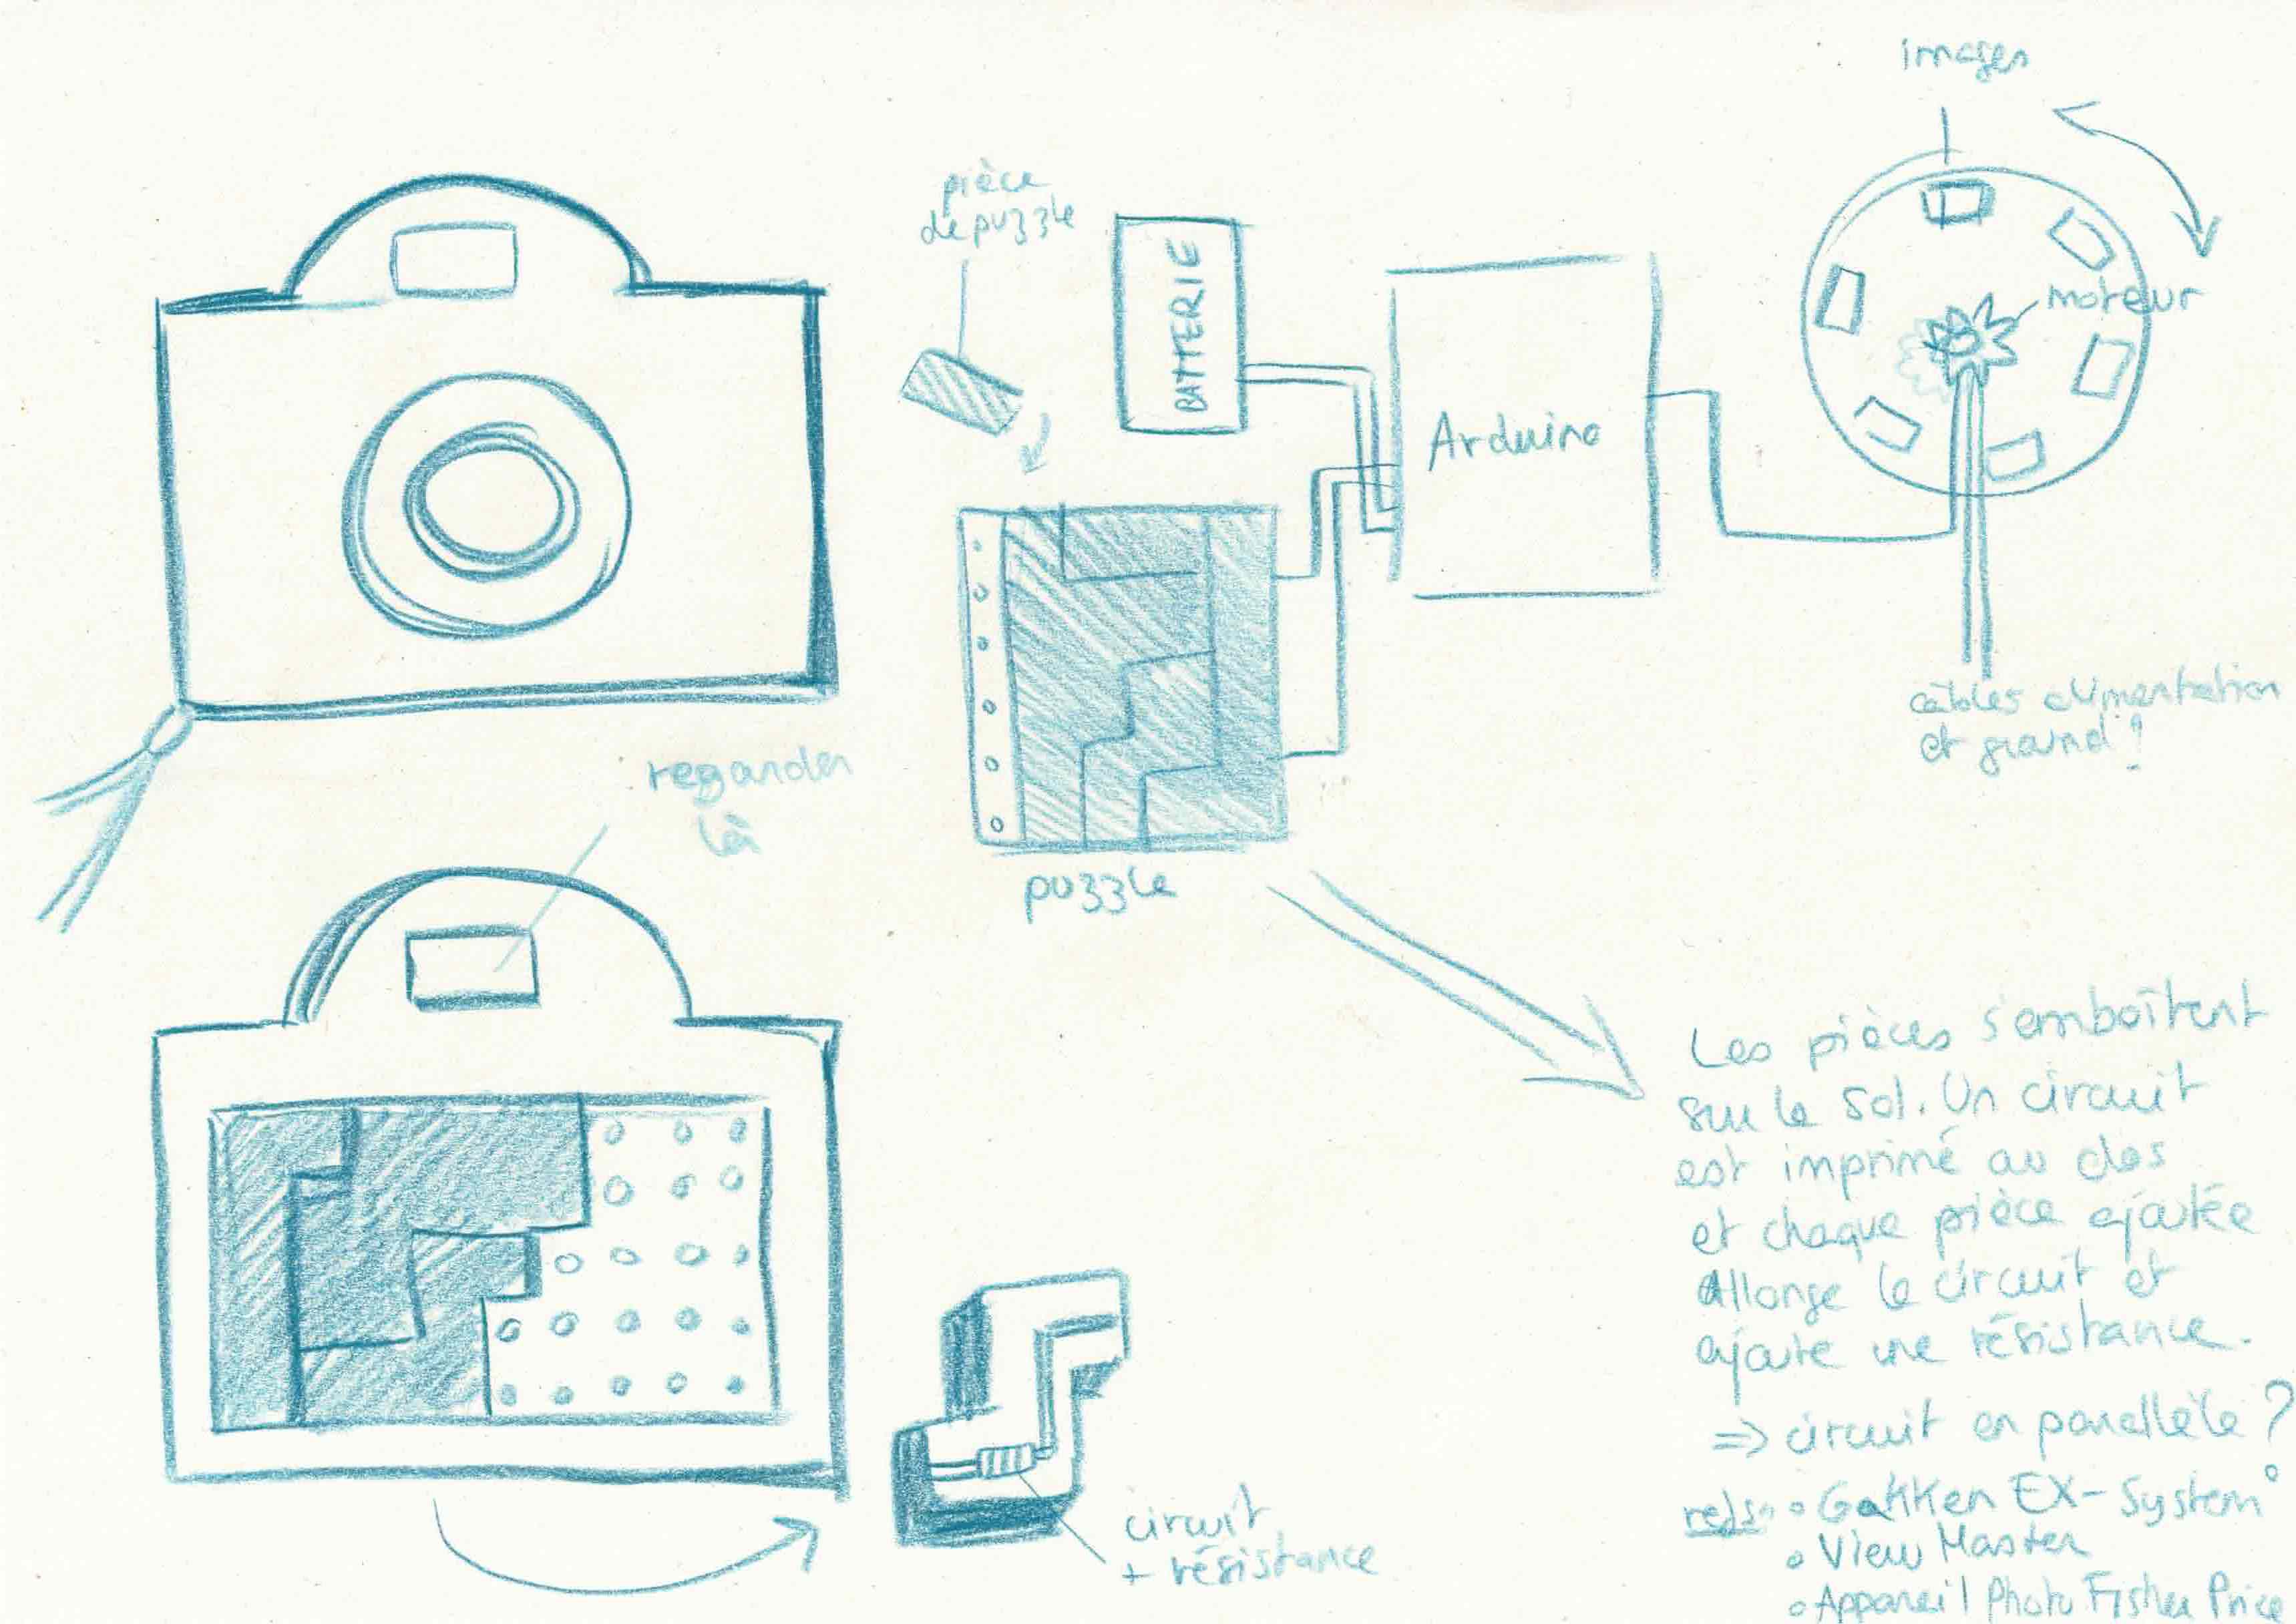 images
pièce
de puzzle
BATTERIE
moteur
Arduino
câbles alimentation
et ground !
regarder
là
puzzle
Les pièces s'emboîtent
sur le sol. Un circuit
est imprimé au dos
et chaque pièce ajoutée
allonge le circuit et
ajoute une résistance.
=> circuit en parallèle ?
refs: o Gakken EX-System
o View Master
o Appareil Photo Fisher Price
circuit
+ résistance